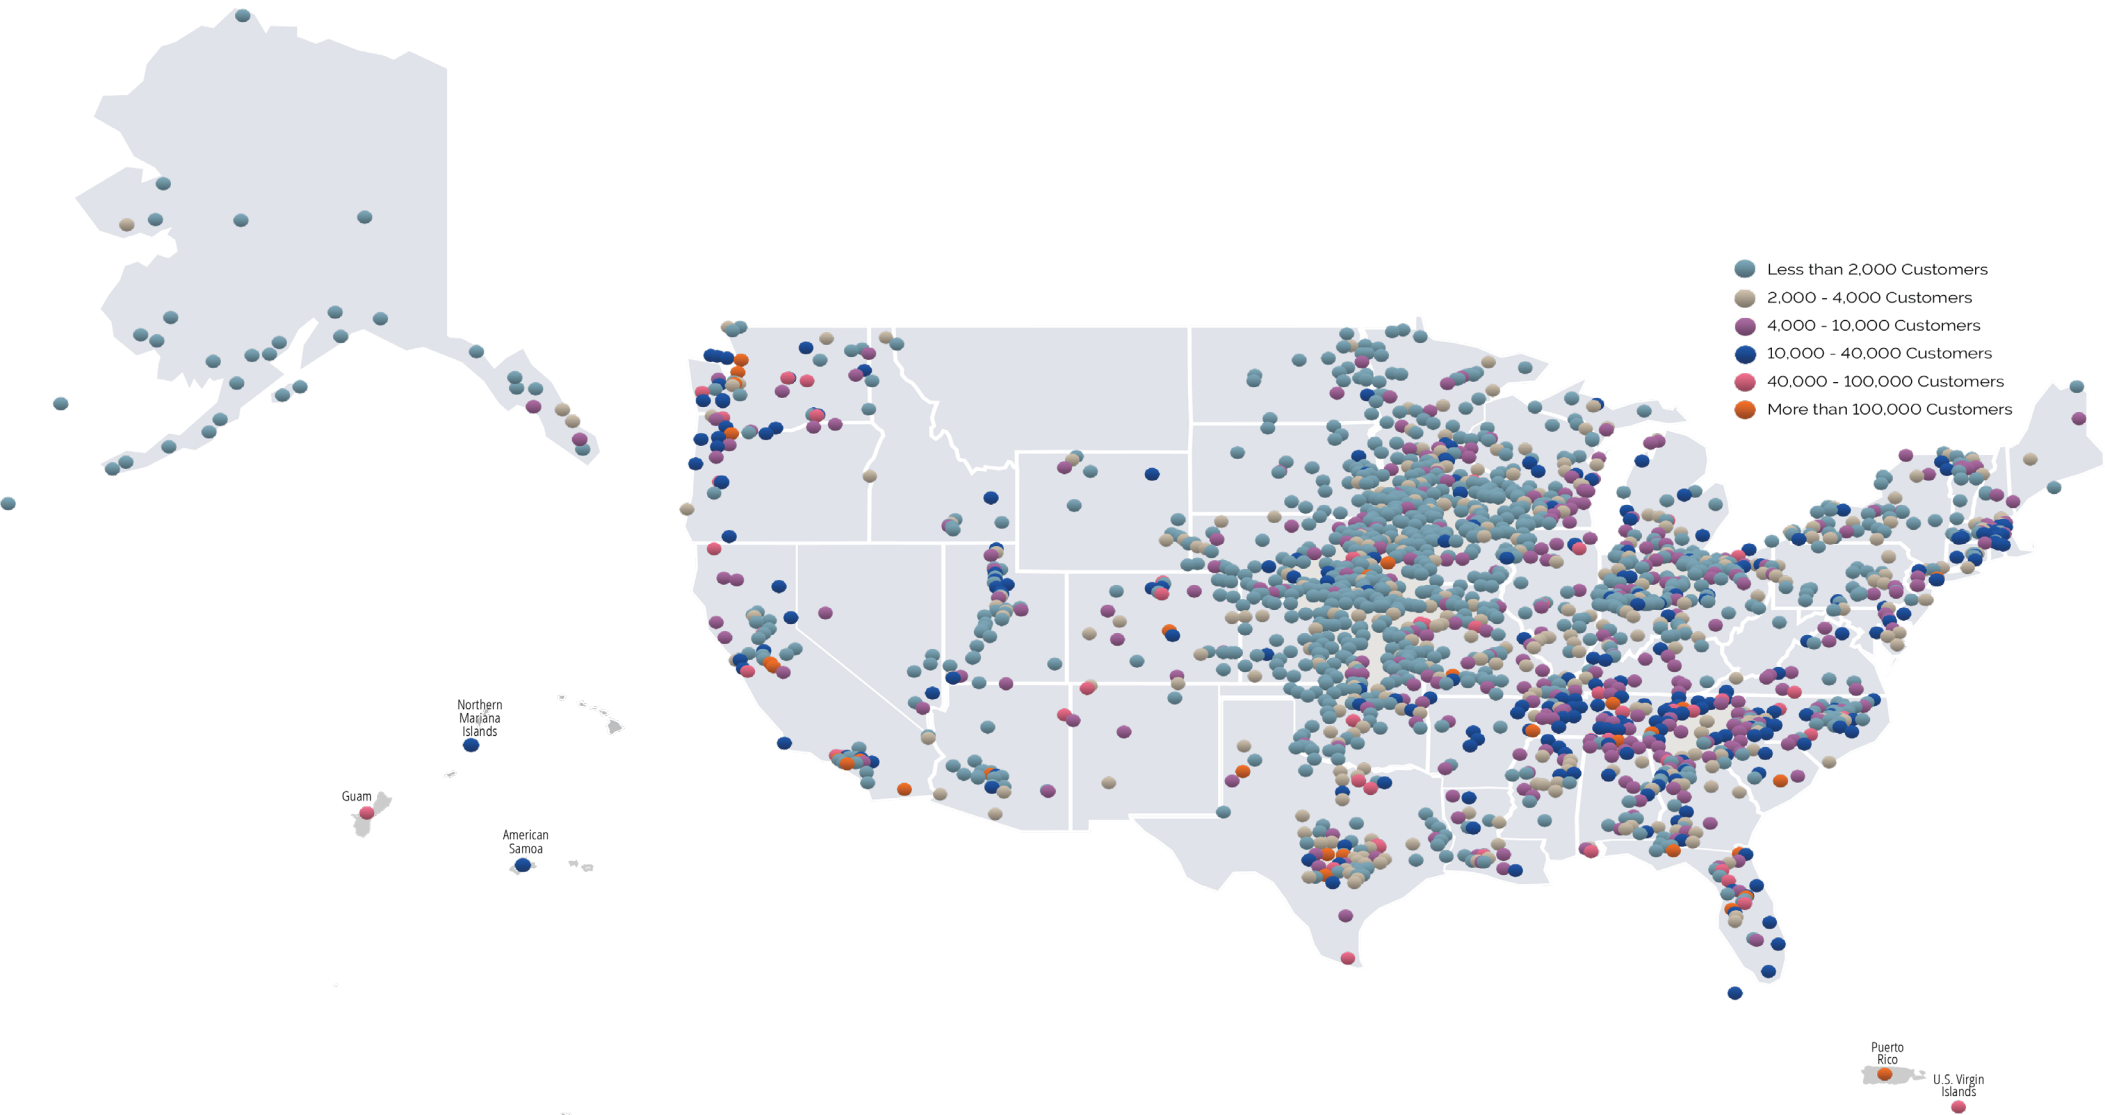 Less than 2,000 Customers
2,000 - 4,000 Customers
4,000 - 10,000 Customers
10,000 - 40,000 Customers
40,000 - 100,000 Customers
More than 100,000 Customers
Northern
Mariana
Islands
Guam
American
Samoa
Puerto
Rico
U.S. Virgin
Islands